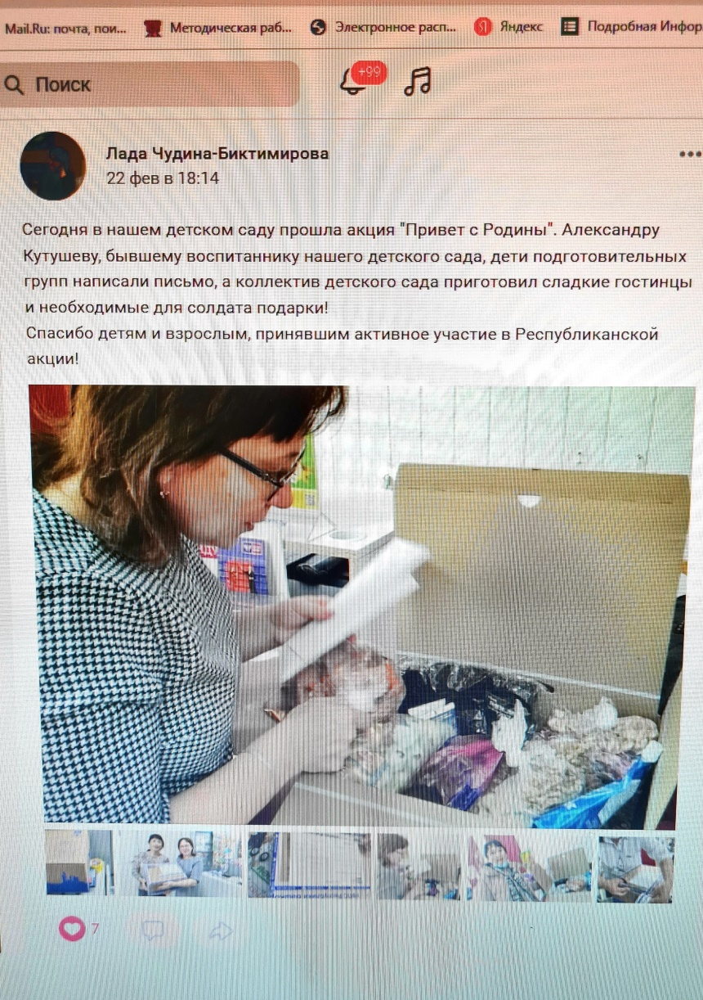 Mail.Ru: почта, пои...
Методическая раб...
Электронное расп...
Яндекс
Подробная Инфор
Поиск
+99
Лада Чудина-Биктимирова
22 фев в 18:14
Сегодня в нашем детском саду прошла акция "Привет с Родины". Александру
Кутушеву, бывшему воспитаннику нашего детского сада, дети подготовительных
групп написали письмо, а коллектив детского сада приготовил сладкие гостинцы
и необходимые для солдата подарки!
Спасибо детям и взрослым, принявшим активное участие в Республиканской
акции!
7